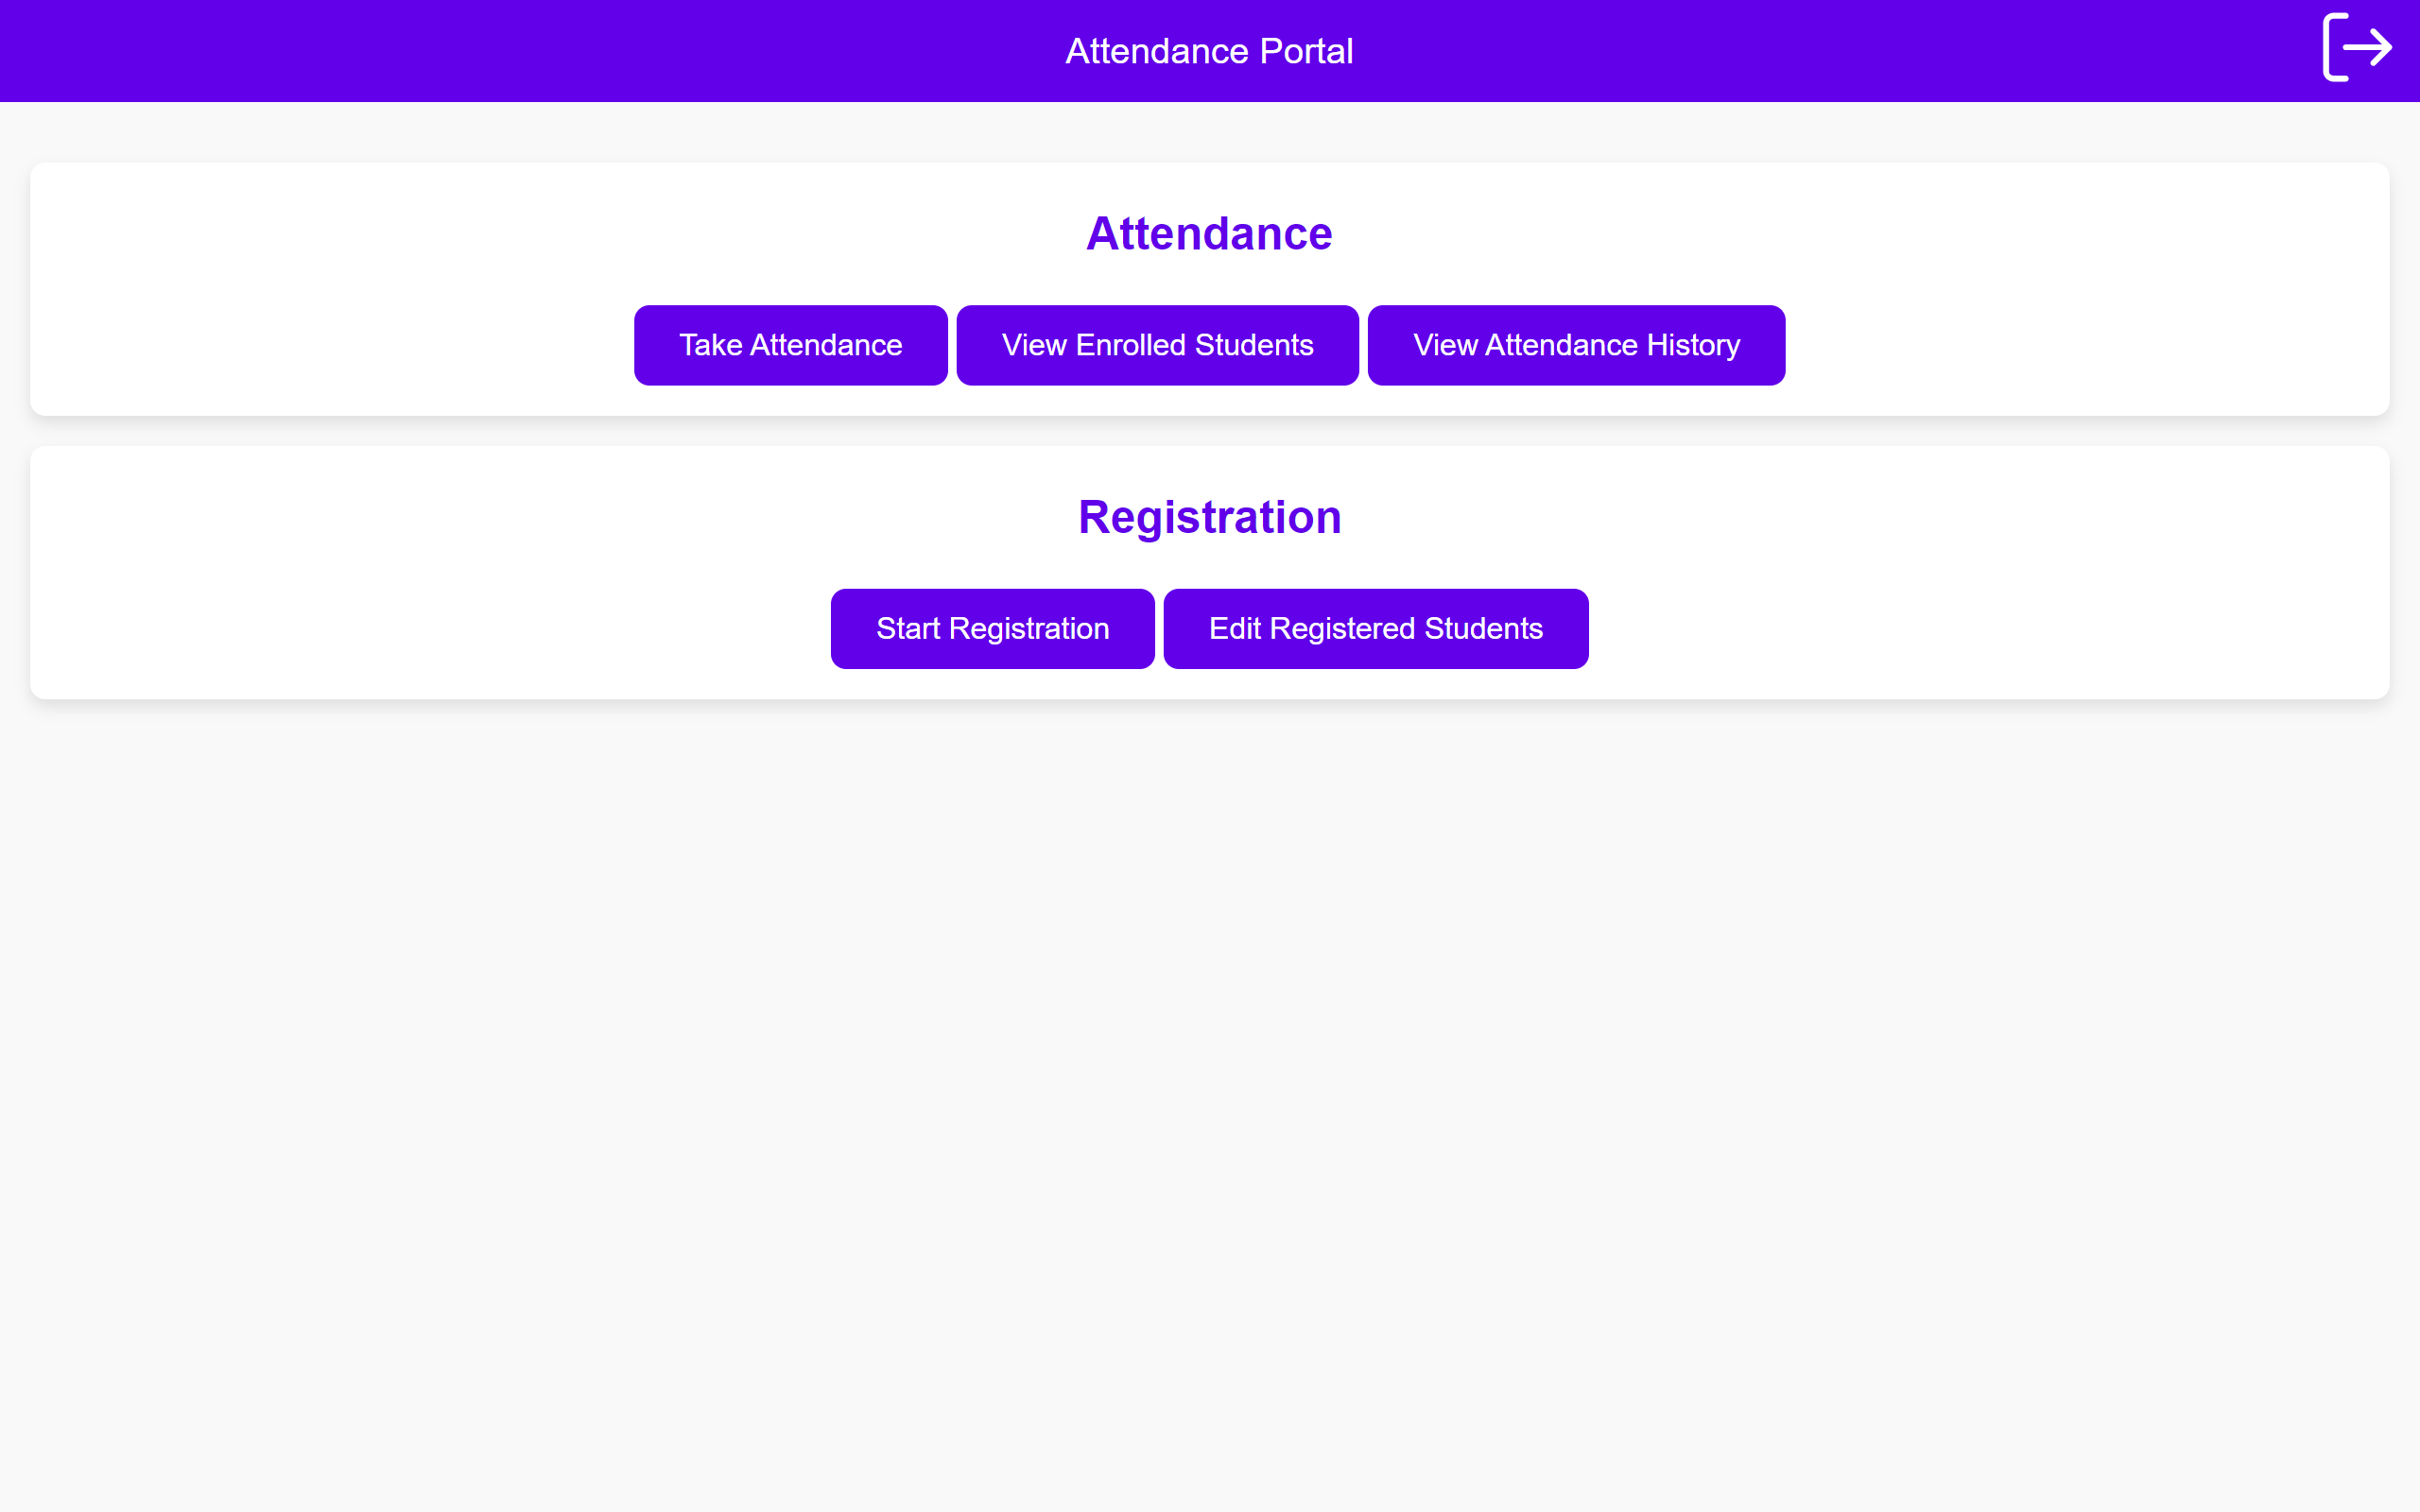 Attendance Portal
Attendance
Take Attendance View Enrolled Students View Attendance History
Registration
Start Registration Edit Registered Students